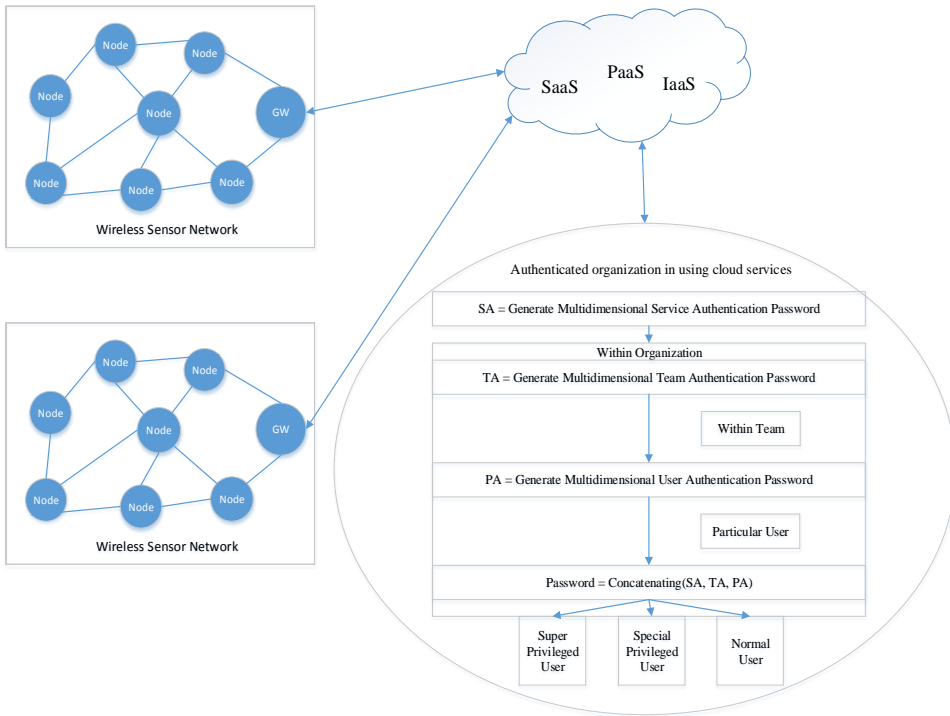 Node
Node
Node
GW
Node
Node
Node
Node
Wireless Sensor Network
SaaS
PaaS
IaaS
Node
Node
Node
GW
Node
Node
Node
Node
Wireless Sensor Network
Authenticated organization in using cloud services
SA = Generate Multidimensional Service Authentication Password
Within Organization
TA = Generate Multidimensional Team Authentication Password
Within Team
PA = Generate Multidimensional User Authentication Password
Particular User
Password = Concatenating(SA, TA, PA)
Super
Privileged
User
Special
Privileged
User
Normal
User